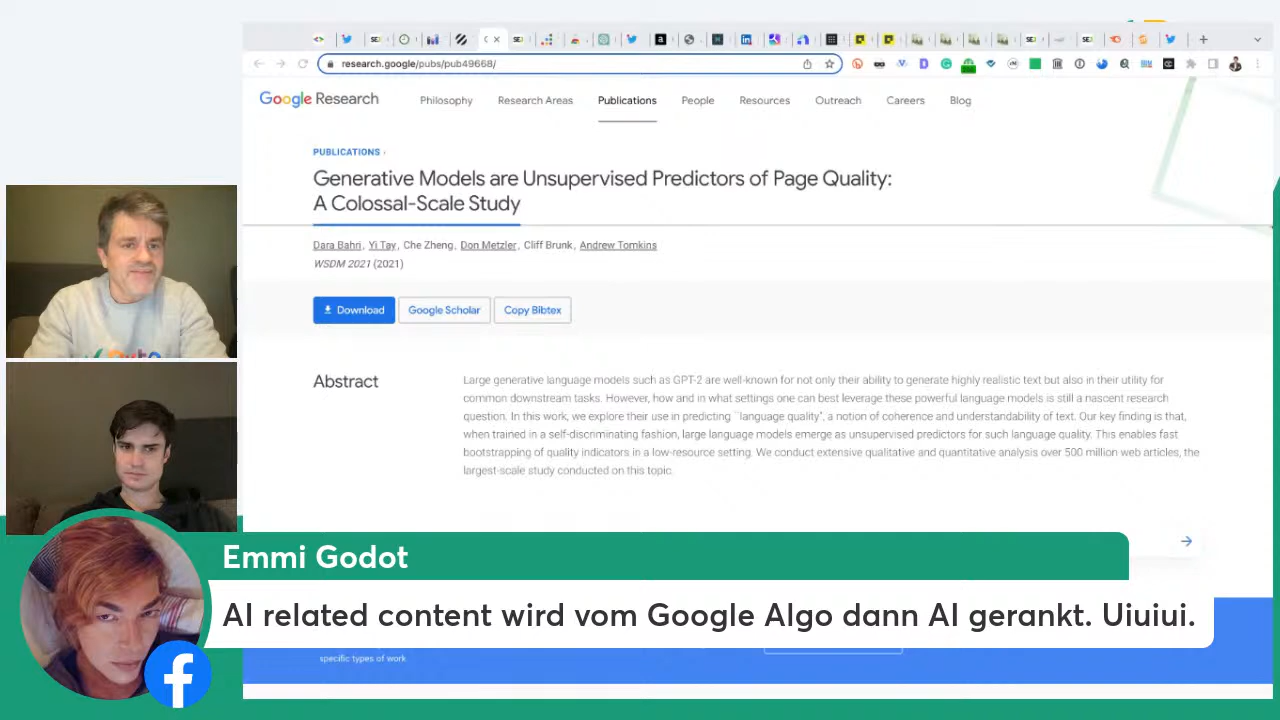 research.google/pubs/pub49668/
Google Research
Philosophy
Research Areas
Publications
People
Resources
Outreach
Careers
Blog
PUBLICATIONS ›
Generative Models are Unsupervised Predictors of Page Quality:
A Colossal-Scale Study
Dara Bahri, Yi Tay, Che Zheng, Don Metzler, Cliff Brunk, Andrew Tomkins
WSDM 2021 (2021)
Download
Google Scholar
Copy Bibtex
Abstract
Large generative language models such as GPT-2 are well-known for not only their ability to generate highly realistic text but also in their utility for
common downstream tasks. However, how and in what settings one can best leverage these powerful language models is still a nascent research
question. In this work, we explore their use in predicting ``language quality'', a notion of coherence and understandability of text. Our key finding is that,
when trained in a self-discriminating fashion, large language models emerge as unsupervised predictors for such language quality. This enables fast
bootstrapping of quality indicators in a low-resource setting. We conduct extensive qualitative and quantitative analysis over 500 million web articles, the
largest-scale study conducted on this topic.
Emmi Godot
AI related content wird vom Google Algo dann AI gerankt. Uiuiui.
specific types of work